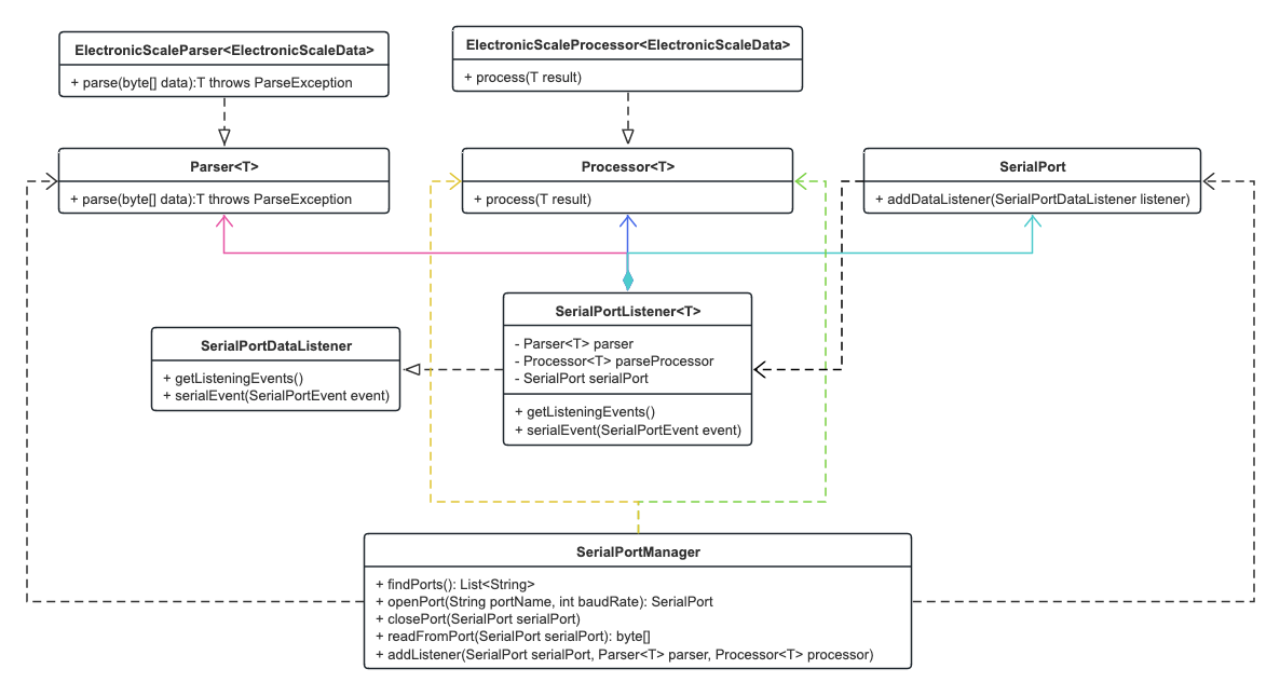 ElectronicScaleParser<ElectronicScaleData>
+ parse(byte[] data):T throws ParseException
ElectronicScaleProcessor<ElectronicScaleData>
+ process(T result)
Parser<T>
+ parse(byte[] data):T throws ParseException
Processor<T>
+ process(T result)
SerialPort
+ addDataListener(SerialPortDataListener listener)
SerialPortDataListener
+ getListeningEvents()
+ serialEvent(SerialPortEvent event)
SerialPortListener<T>
- Parser<T> parser
- Processor<T> parseProcessor
- SerialPort serialPort
+ getListeningEvents()
+ serialEvent(SerialPortEvent event)
SerialPortManager
+ findPorts(): List<String>
+ openPort(String portName, int baudRate): SerialPort
+ closePort(SerialPort serialPort)
+ readFromPort(SerialPort serialPort): byte[]
+ addListener(SerialPort serialPort, Parser<T> parser, Processor<T> processor)